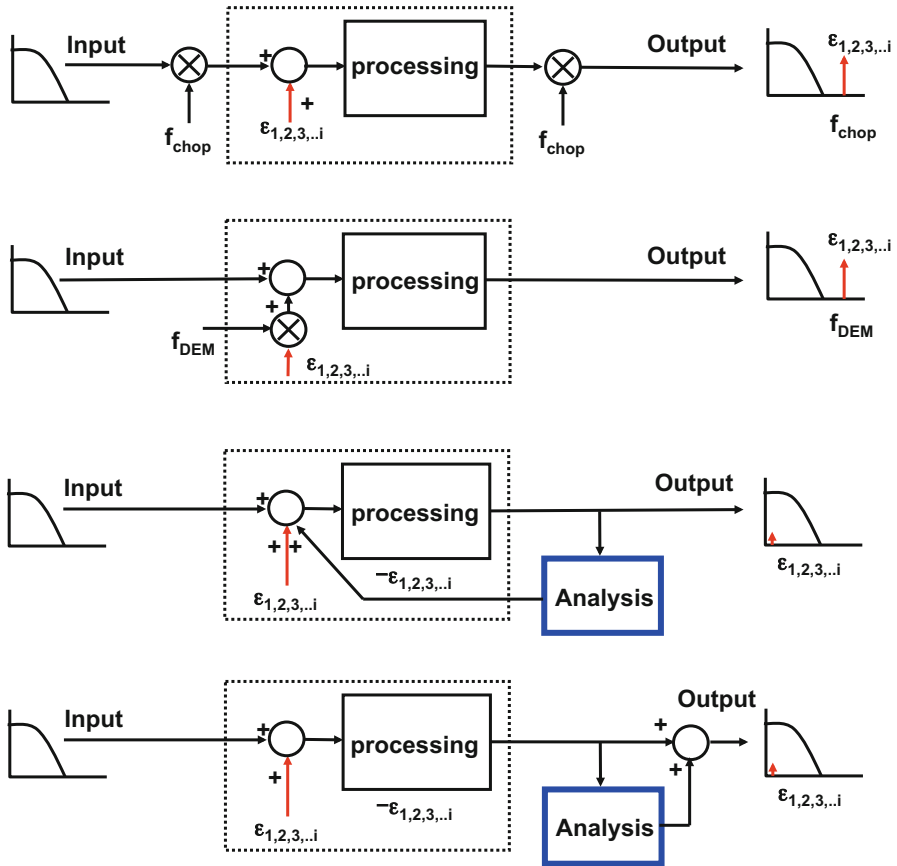 Input
+
+
ε1,2,3,..i
fchop
processing
fchop
Output
ε1,2,3,..i
fchop
Input
+
+
fDEM
ε1,2,3,..i
processing
Output
ε1,2,3,..i
fDEM
Input
+
+ +
ε1,2,3,..i
processing
−ε1,2,3,..i
Analysis
Output
ε1,2,3,..i
Input
+
+
ε1,2,3,..i
processing
−ε1,2,3,..i
Analysis
+
+
Output
ε1,2,3,..i